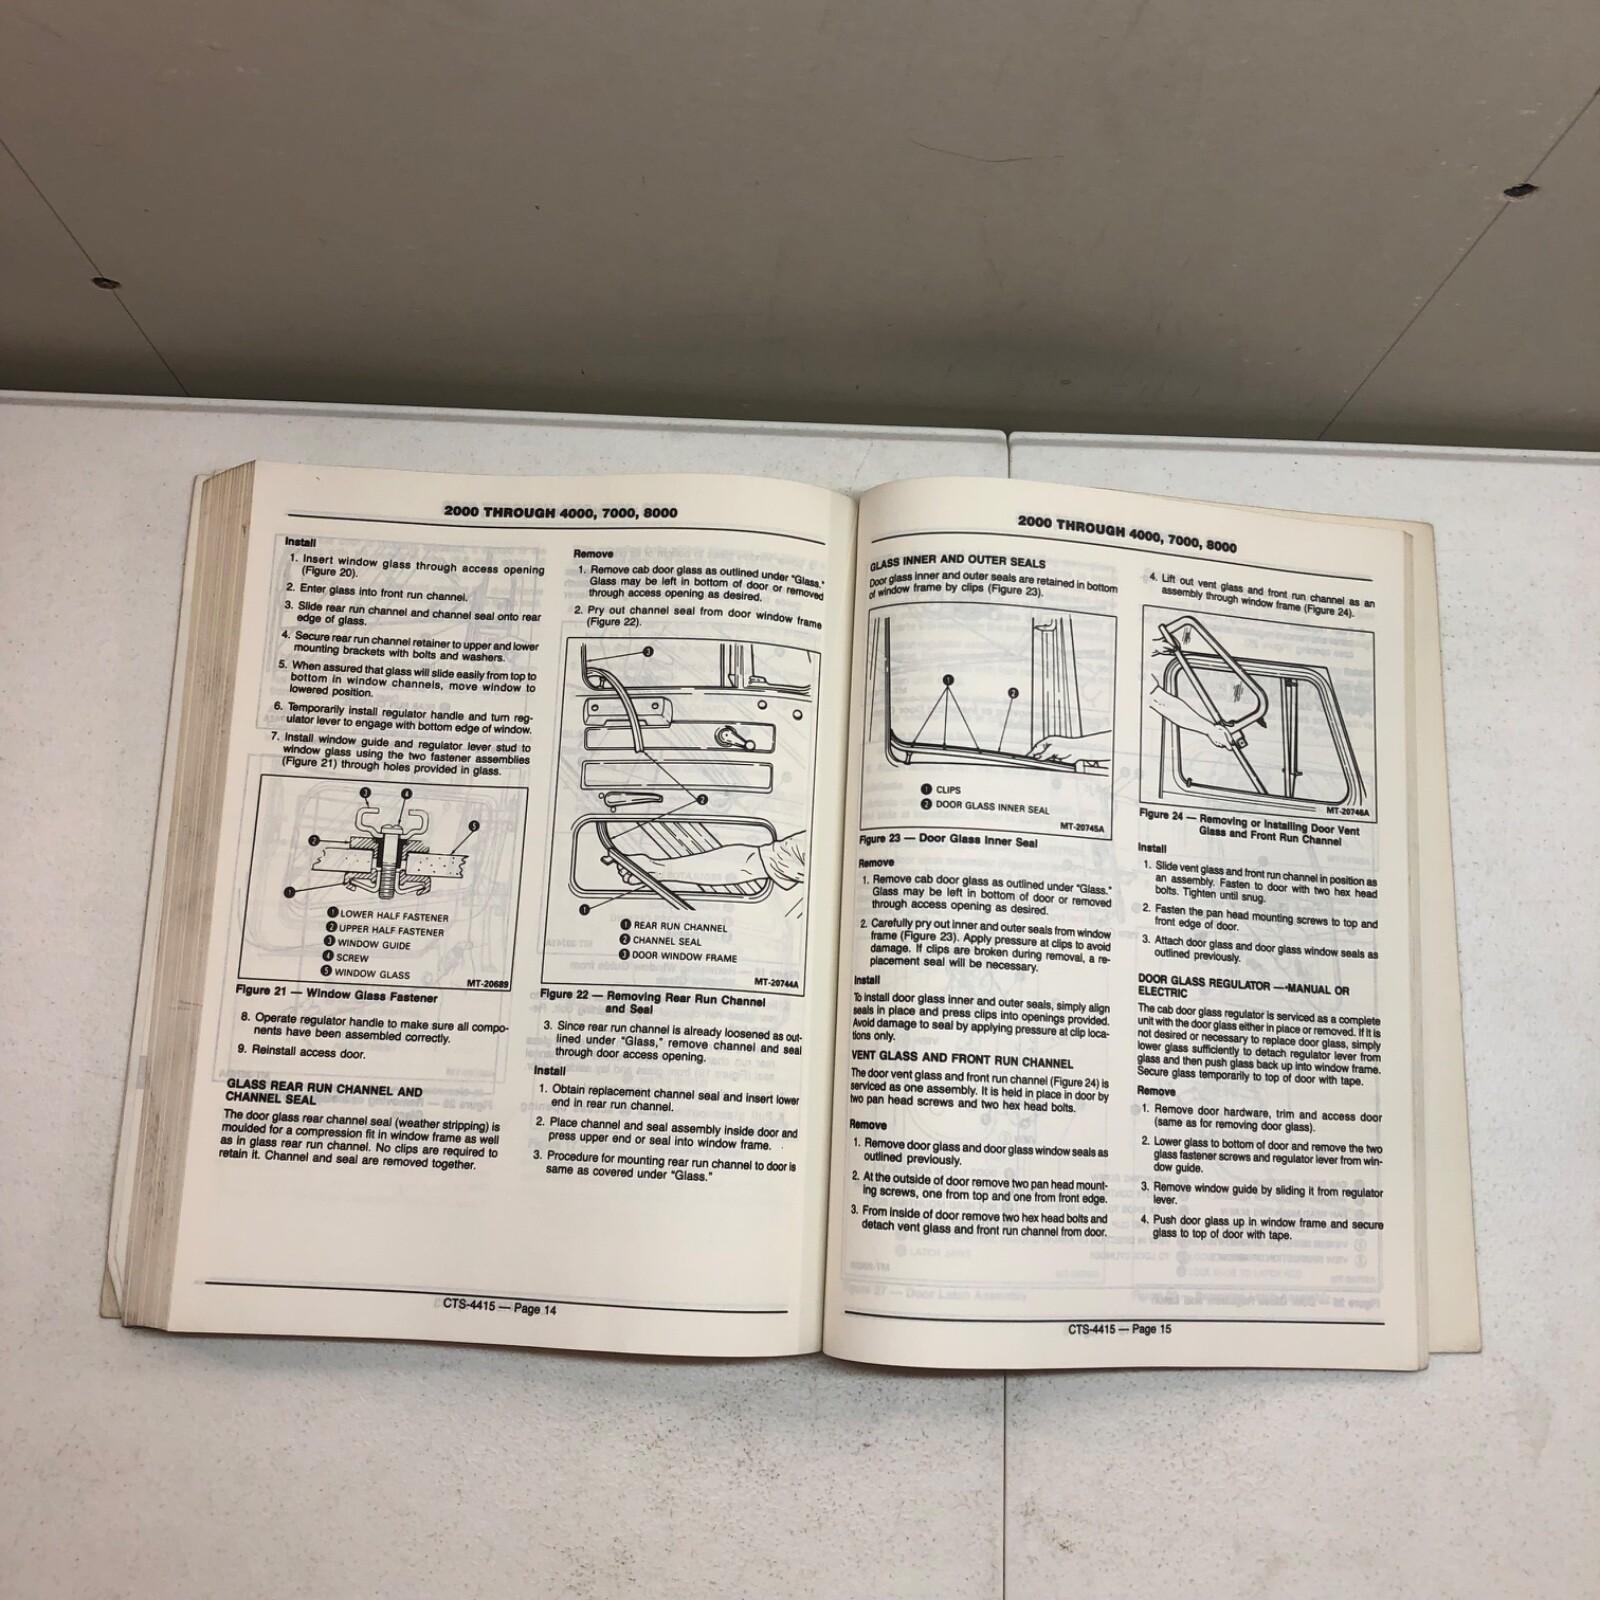 2000 THROUGH 4000, 7000, 8000
Install
1. Insert window glass through access opening
(Figure 20).
2. Enter glass into front run channel.
3. Slide rear run channel and channel seal onto rear
edge of glass.
4. Secure rear run channel retainer to upper and lower
mounting brackets with bolts and washers.
5. When assured that glass will slide easily from top to
bottom in window channels, move window to
lowered position.
6. Temporarily install regulator handle and turn reg-
ulator lever to engage with bottom edge of window.
7. Install window guide and regulator lever stud to
window glass using the two fastener assemblies
(Figure 21) through holes provided in glass.
3
4
2
5
1
1 LOWER HALF FASTENER
2 UPPER HALF FASTENER
3 WINDOW GUIDE
4 SCREW
5 WINDOW GLASS
MT-20689
Figure 21 — Window Glass Fastener
8. Operate regulator handle to make sure all compo-
nents have been assembled correctly.
9. Reinstall access door.
GLASS REAR RUN CHANNEL AND
CHANNEL SEAL
The door glass rear channel seal (weather stripping) is
moulded for a compression fit in window frame as well
as in glass rear run channel. No clips are required to
retain it. Channel and seal are removed together.
Remove
1. Remove cab door glass as outlined under "Glass."
Glass may be left in bottom of door or removed
through access opening as desired.
2. Pry out channel seal from door window frame
(Figure 22).
3
2
1
1 REAR RUN CHANNEL
2 CHANNEL SEAL
3 DOOR WINDOW FRAME
MT-20744A
Figure 22 — Removing Rear Run Channel
and Seal
3. Since rear run channel is already loosened as out-
lined under "Glass," remove channel and seal
through door access opening.
Install
1. Obtain replacement channel seal and insert lower
end in rear run channel.
2. Place channel and seal assembly inside door and
press upper end or seal into window frame.
3. Procedure for mounting rear run channel to door is
same as covered under "Glass."
CTS-4415 — Page 14
2000 THROUGH 4000, 7000, 8000
GLASS INNER AND OUTER SEALS
Door glass inner and outer seals are retained in bottom
of window frame by clips (Figure 23).
1
2
1 CLIPS
2 DOOR GLASS INNER SEAL
MT-20745A
Figure 23 — Door Glass Inner Seal
Remove
1. Remove cab door glass as outlined under "Glass."
Glass may be left in bottom of door or removed
through access opening as desired.
2. Carefully pry out inner and outer seals from window
frame (Figure 23). Apply pressure at clips to avoid
damage. If clips are broken during removal, a re-
placement seal will be necessary.
Install
To install door glass inner and outer seals, simply align
seals in place and press clips into openings provided.
Avoid damage to seal by applying pressure at clip loca-
tions only.
VENT GLASS AND FRONT RUN CHANNEL
The door vent glass and front run channel (Figure 24) is
serviced as one assembly. It is held in place in door by
two pan head screws and two hex head bolts.
Remove
1. Remove door glass and door glass window seals as
outlined previously.
2. At the outside of door remove two pan head mount-
ing screws, one from top and one from front edge.
3. From inside of door remove two hex head bolts and
detach vent glass and front run channel from door.
4. Lift out vent glass and front run channel as an
assembly through window frame (Figure 24).
MT-20746A
Figure 24 — Removing or Installing Door Vent
Glass and Front Run Channel
Install
1. Slide vent glass and front run channel in position as
an assembly. Fasten to door with two hex head
bolts. Tighten until snug.
2. Fasten the pan head mounting screws to top and
front edge of door.
3. Attach door glass and door glass window seals as
outlined previously.
DOOR GLASS REGULATOR — MANUAL OR
ELECTRIC
The cab door glass regulator is serviced as a complete
unit with the door glass either in place or removed. If it is
not desired or necessary to replace door glass, simply
lower glass sufficiently to detach regulator lever from
glass and then push glass back up into window frame.
Secure glass temporarily to top of door with tape.
Remove
1. Remove door hardware, trim and access door
(same as for removing door glass).
2. Lower glass to bottom of door and remove the two
glass fastener screws and regulator lever from win-
dow guide.
3. Remove window guide by sliding it from regulator
lever.
4. Push door glass up in window frame and secure
glass to top of door with tape.
CTS-4415 — Page 15